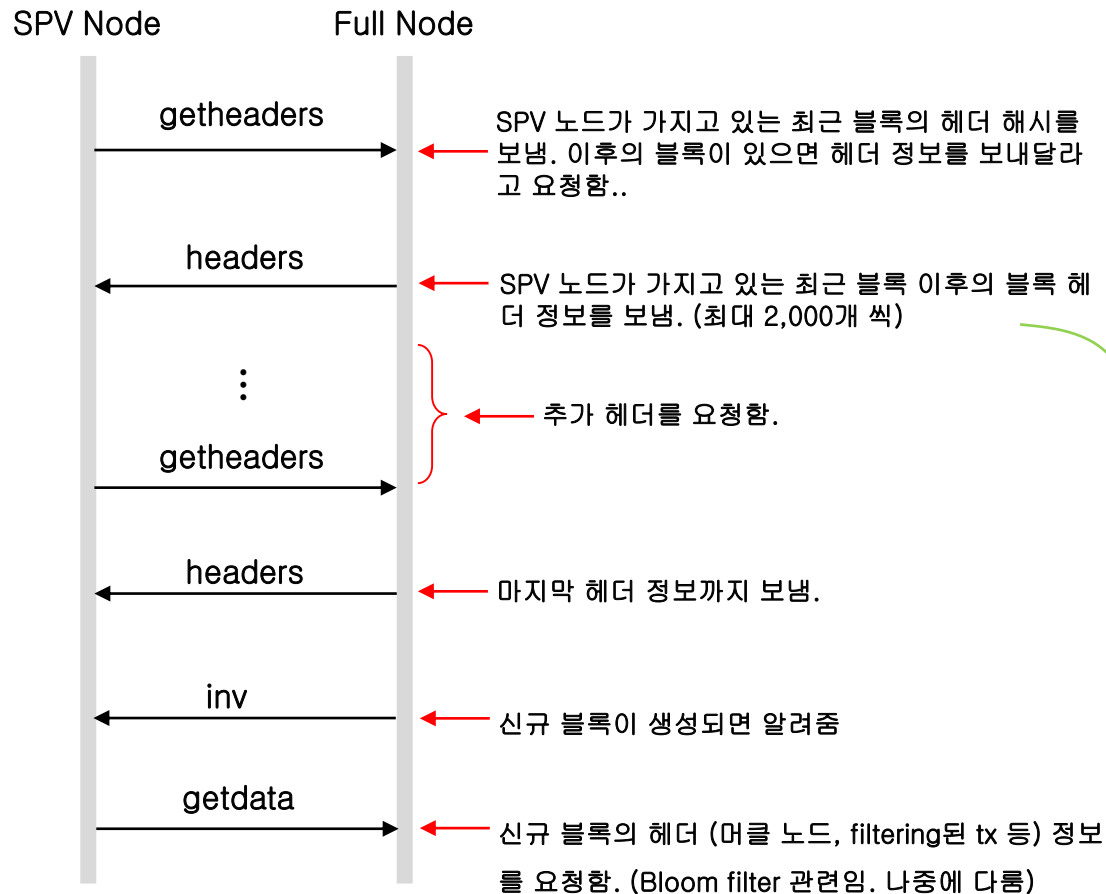 SPV Node
Full Node
getheaders
SPV 노드가 가지고 있는 최근 블록의 헤더 해시를
보냄. 이후의 블록이 있으면 헤더 정보를 보내달라
고 요청함..
headers
SPV 노드가 가지고 있는 최근 블록 이후의 블록 헤
더 정보를 보냄. (최대 2,000개 씩)
추가 헤더를 요청함.
getheaders
headers
마지막 헤더 정보까지 보냄.
inv
신규 블록이 생성되면 알려줌
getdata
신규 블록의 헤더 (머클 노드, filtering된 tx 등) 정보
를 요청함. (Bloom filter 관련임. 나중에 다룸)